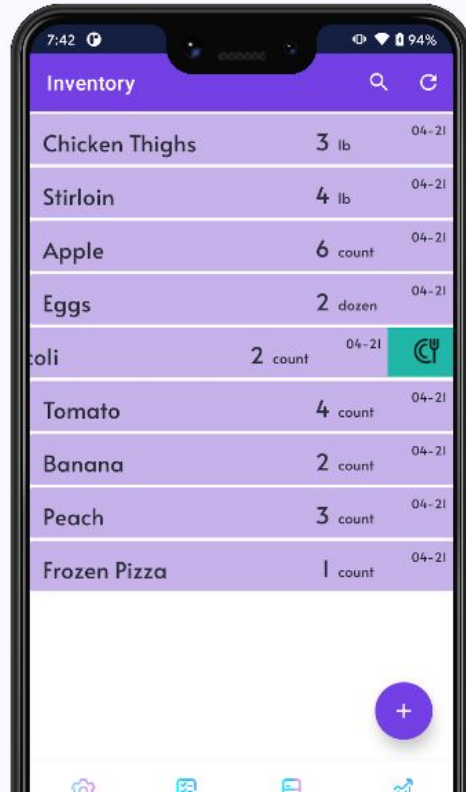 7:42 94%
Inventory
Chicken Thighs 3 lb 04-21
Stirloin 4 lb 04-21
Apple 6 count 04-21
Eggs 2 dozen 04-21
coli 2 count 04-21
Tomato 4 count 04-21
Banana 2 count 04-21
Peach 3 count 04-21
Frozen Pizza 1 count 04-21